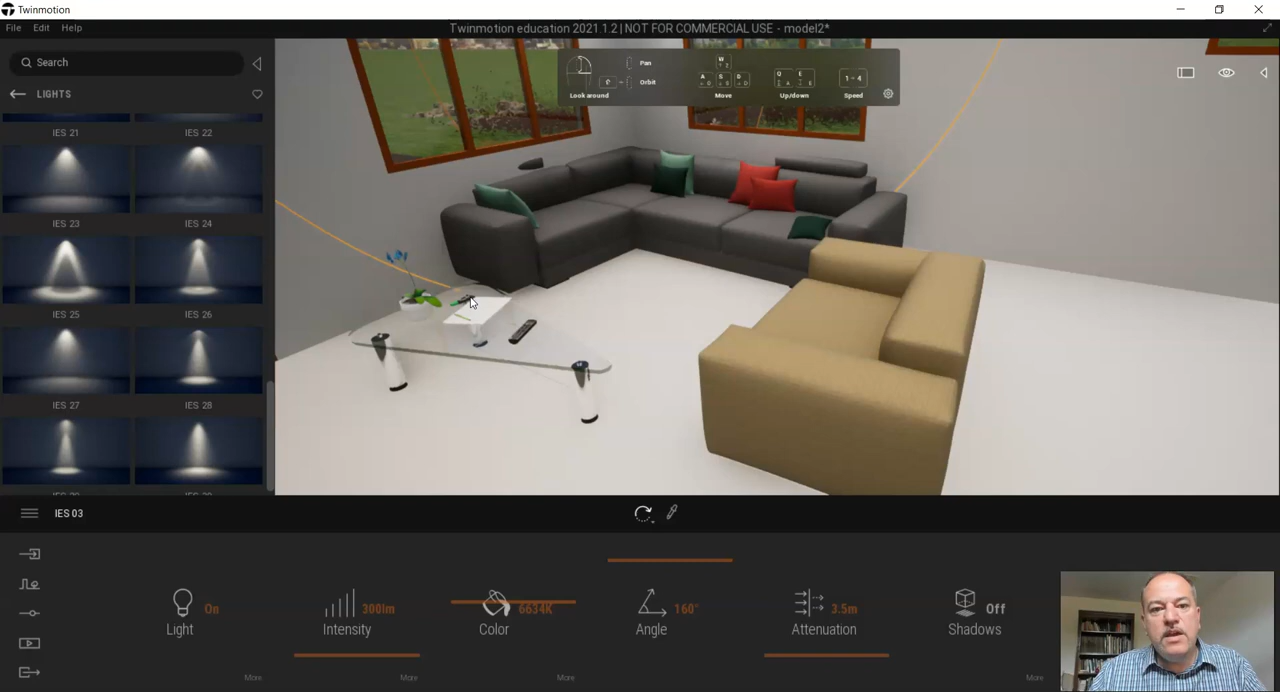 Twinmotion
File Edit Help
Twinmotion education 2021.1.2 | NOT FOR COMMERCIAL USE - model2*
Search
LIGHTS
IES 21 IES 22
IES 23 IES 24
IES 25 IES 26
IES 27 IES 28
Pan
Orbit
Look around
W
A S D
Move
Q E
Up/down
1 - 4
Speed
IES 03
On
Light
300lm
Intensity
6634K
Color
160°
Angle
3.5m
Attenuation
Off
Shadows
More More More More